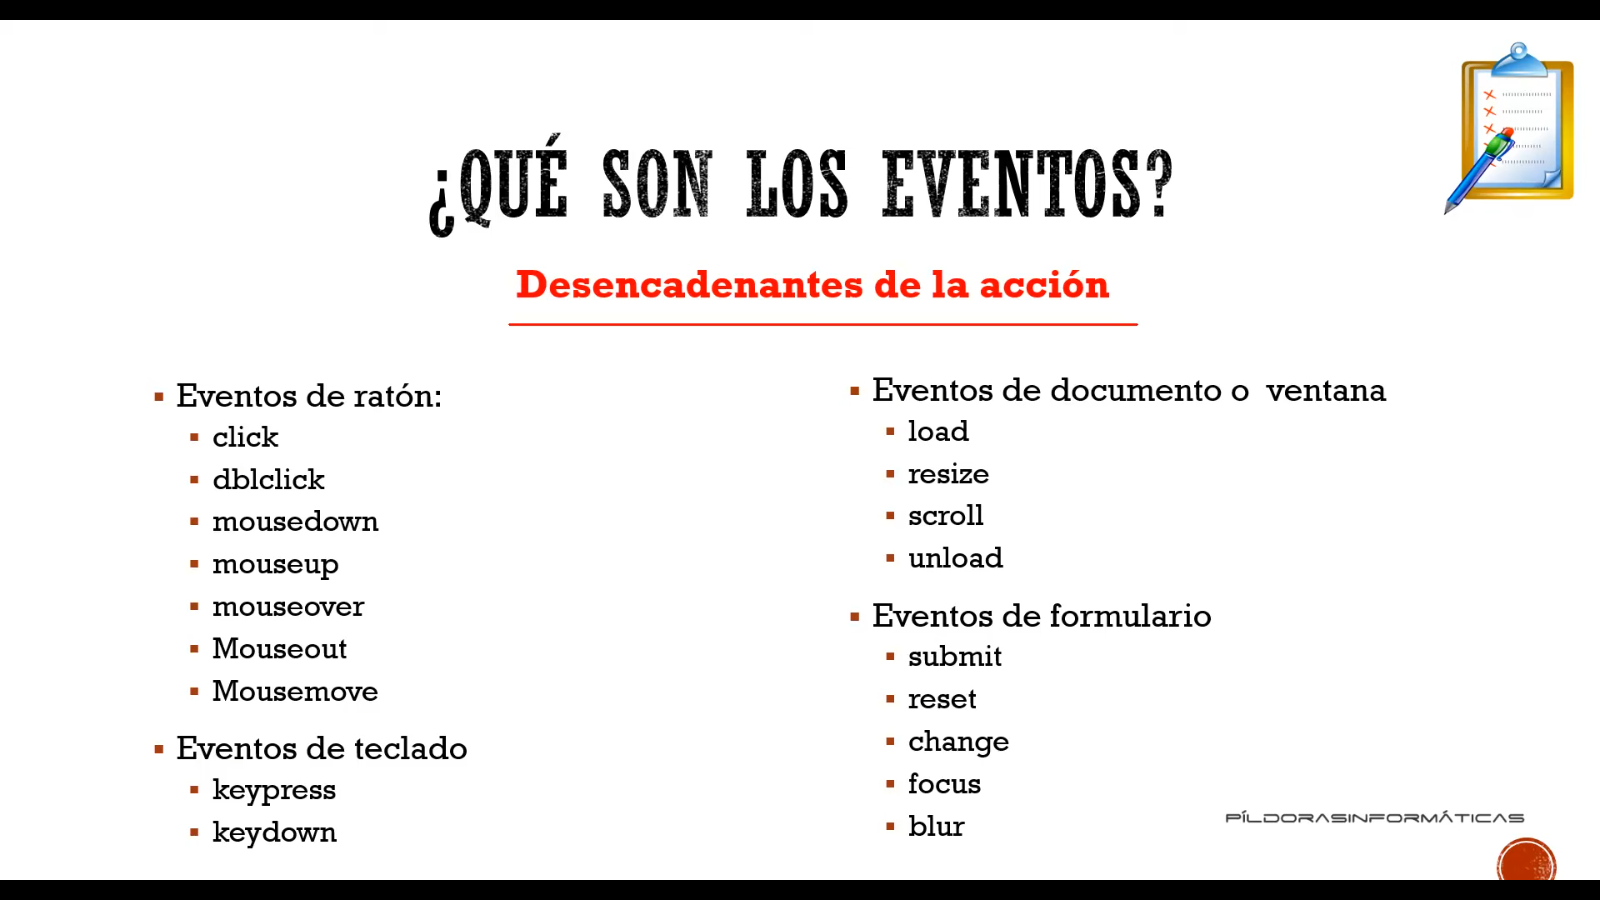 ¿QUÉ SON LOS EVENTOS?
Desencadenantes de la acción
Eventos de ratón:
click
dblclick
mousedown
mouseup
mouseover
Mouseout
Mousemove
Eventos de teclado
keypress
keydown
Eventos de documento o ventana
load
resize
scroll
unload
Eventos de formulario
submit
reset
change
focus
blur
PÍLDORASINFORMÁTICAS